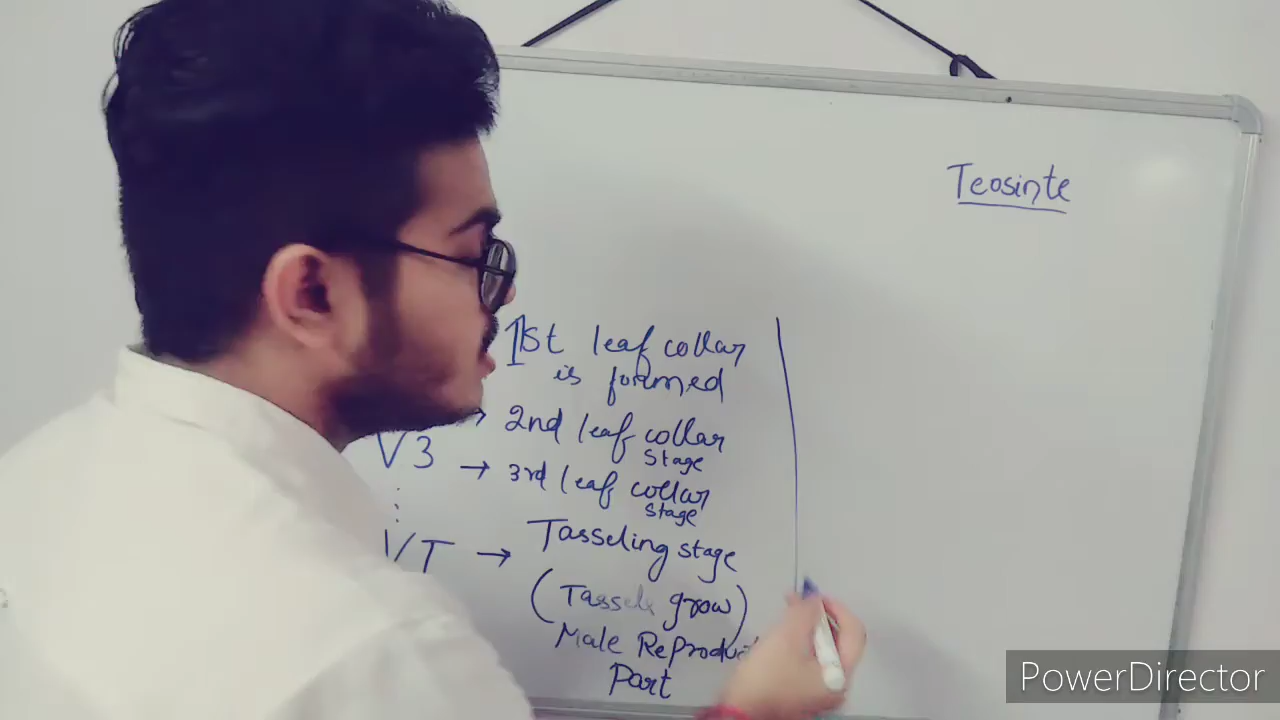 Teosinte
1st leaf collar
is formed
→ 2nd leaf collar
stage
V3 → 3rd leaf collar
stage
VT → Tasseling stage
(Tassels grow)
Male Reproduct
Part
PowerDirector